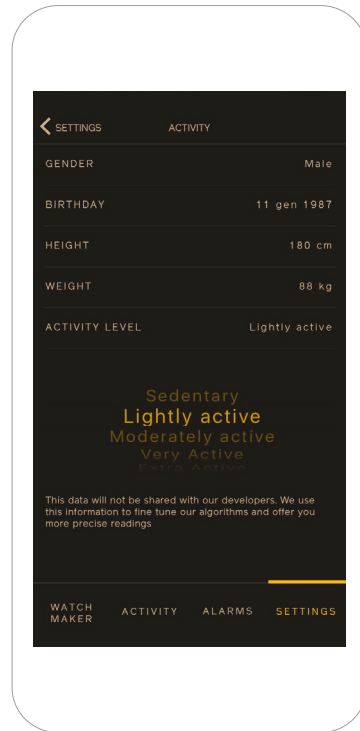 SETTINGS ACTIVITY
GENDER Male
BIRTHDAY 11 gen 1987
HEIGHT 180 cm
WEIGHT 88 kg
ACTIVITY LEVEL Lightly active
Sedentary
Lightly active
Moderately active
Very Active
Extra Active
This data will not be shared with our developers. We use
this information to fine tune our algorithms and offer you
more precise readings
WATCH MAKER ACTIVITY ALARMS SETTINGS